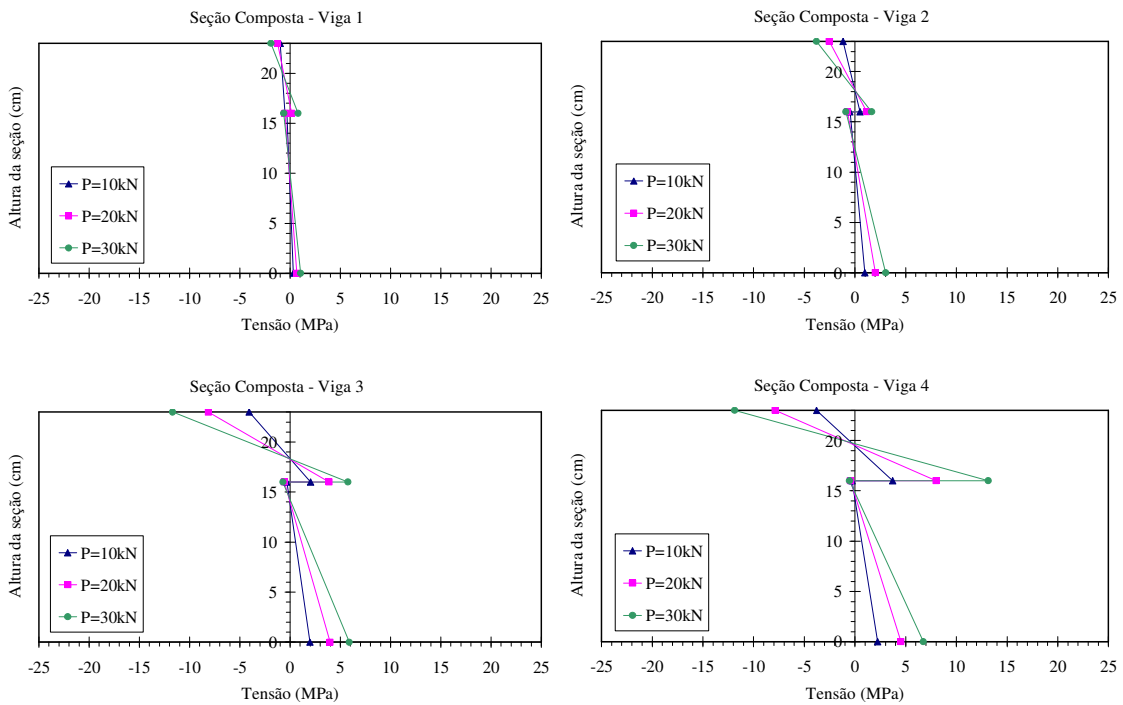 Seção Composta - Viga 1
Altura da seção (cm)
20
15
10
5
0
P=10kN
P=20kN
P=30kN
-25 -20 -15 -10 -5 0 5 10 15 20 25
Tensão (MPa)
Seção Composta - Viga 2
Altura da seção (cm)
20
15
10
5
0
P=10kN
P=20kN
P=30kN
-25 -20 -15 -10 -5 0 5 10 15 20 25
Tensão (MPa)
Seção Composta - Viga 3
Altura da seção (cm)
20
15
10
5
0
P=10kN
P=20kN
P=30kN
-25 -20 -15 -10 -5 0 5 10 15 20 25
Tensão (MPa)
Seção Composta - Viga 4
Altura da seção (cm)
20
15
10
5
0
P=10kN
P=20kN
P=30kN
-25 -20 -15 -10 -5 0 5 10 15 20 25
Tensão (MPa)